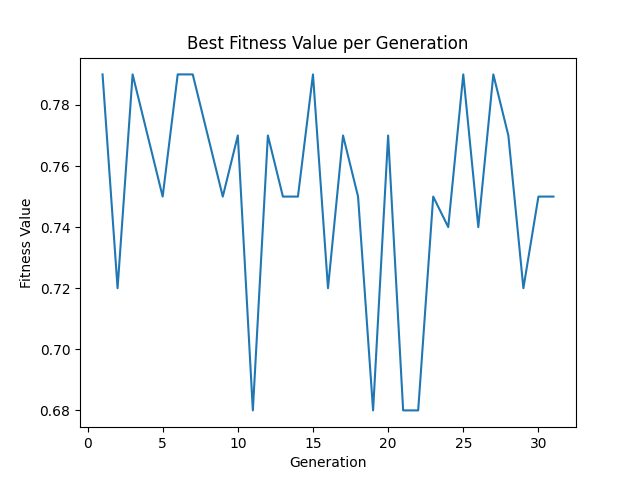 Best Fitness Value per Generation
0.78
0.76
0.74
0.72
0.70
0.68
Fitness Value
0 5 10 15 20 25 30
Generation